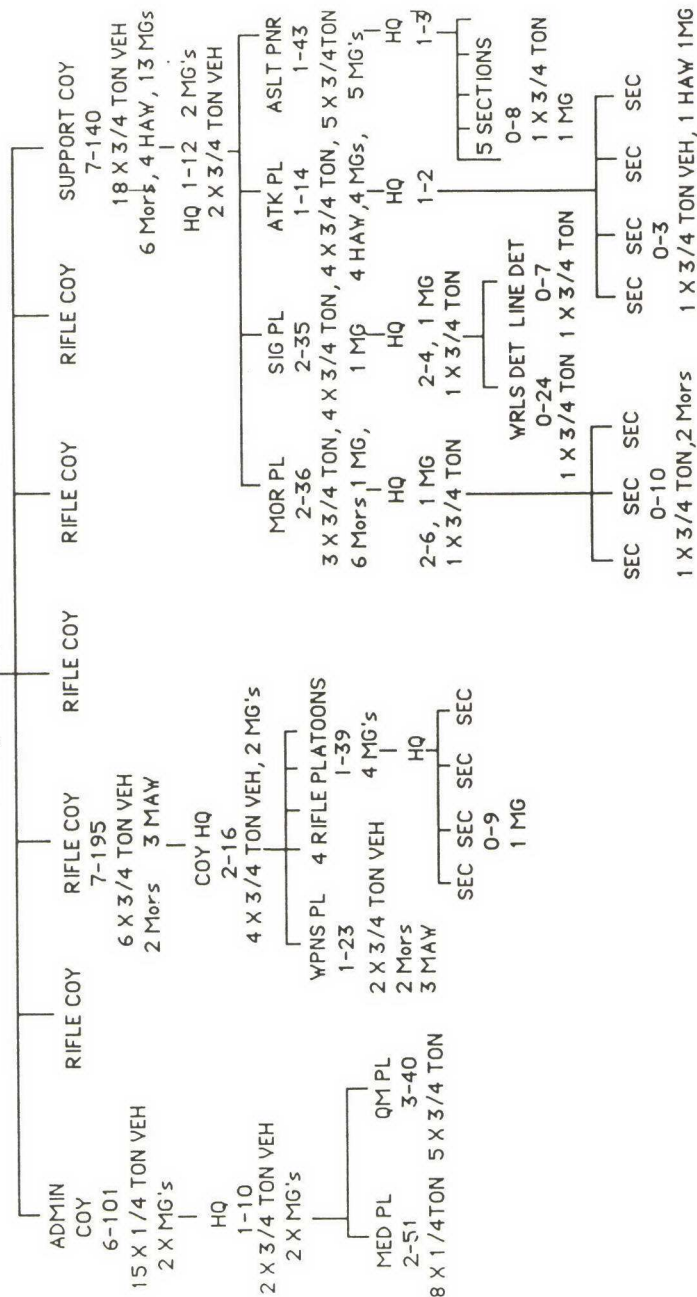 ADMIN
COY
6-101
15 X 1/4 TON VEH
2 X MG's
HQ
1-10
2 X 3/4 TON VEH
2 X MG's
MED PL
2-51
8 X 1/4TON
QM PL
3-40
5 X 3/4 TON
RIFLE COY
RIFLE COY
7-195
6 X 3/4 TON VEH
2 Mors 3 MAW
COY HQ
2-16
4 X 3/4 TON VEH, 2 MG's
WPNS PL
1-23
2 X 3/4 TON VEH
2 Mors
3 MAW
4 RIFLE PLATOONS
1-39
4 MG's
HQ
SEC SEC SEC SEC
0-9
1 MG
RIFLE COY
RIFLE COY
RIFLE COY
SUPPORT COY
7-140
18 X 3/4 TON VEH
6 Mors, 4 HAW, 13 MGs
HQ 1-12 2 MG's
2 X 3/4 TON VEH
MOR PL SIG PL ATK PL ASLT PNR
2-36 2-35 1-14 1-43
3 X 3/4 TON, 4 X 3/4 TON, 4 X 3/4 TON, 5 X 3/4TON
6 Mors 1 MG, 1 MG 4 HAW, 4 MGs, 5 MG's
HQ HQ HQ HQ
2-6, 1 MG 2-4, 1 MG 1-2 1-3
1 X 3/4 TON 1 X 3/4 TON
WRLS DET LINE DET
0-24 0-7
1 X 3/4 TON 1 X 3/4 TON
5 SECTIONS
0-8
1 X 3/4 TON
1 MG
SEC SEC SEC
0-10
1 X 3/4 TON, 2 Mors
SEC SEC SEC SEC
0-3
1 X 3/4 TON VEH, 1 HAW 1MG